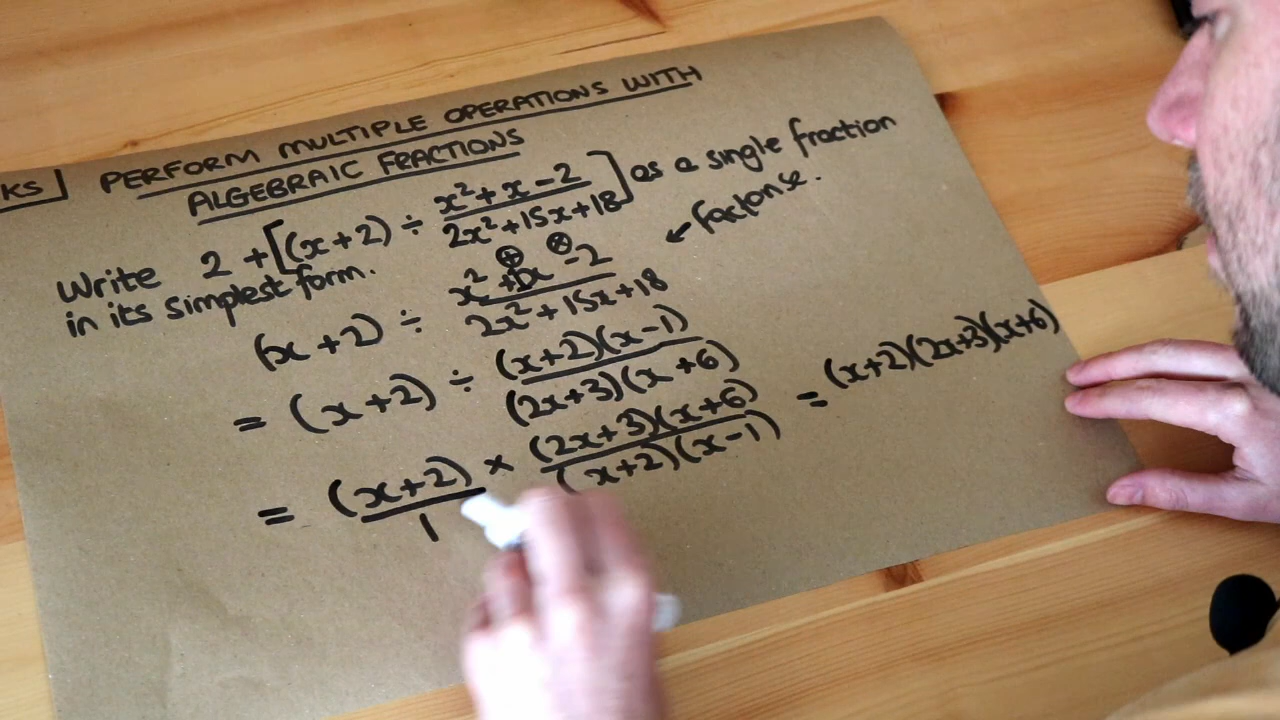 KS] PERFORM MULTIPLE OPERATIONS WITH
ALGEBRAIC FRACTIONS
Write 2 + [(x+2) ÷ (x²+x-2)/(2x²+15x+18)] as a single fraction
in its simplest form.
(x+2) ÷ (x²+1x-2)/(2x²+15x+18) ← factorise.
⊕ ⊗
= (x+2) ÷ ((x+2)(x-1))/((2x+3)(x+6))
= (x+2)/1 × ((2x+3)(x+6))/((x+2)(x-1)) = (x+2)(2x+3)(x+6)